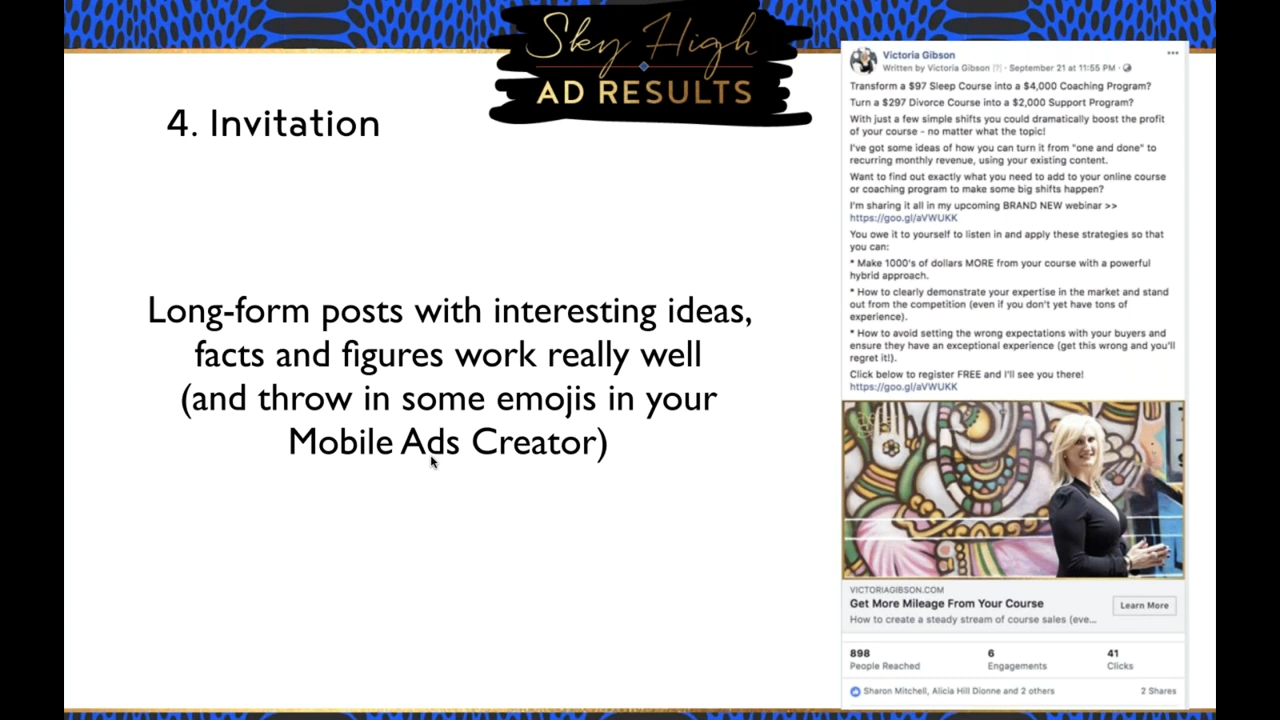 Sky High
AD RESULTS
4. Invitation
Long-form posts with interesting ideas,
facts and figures work really well
(and throw in some emojis in your
Mobile Ads Creator)
Victoria Gibson
Written by Victoria Gibson [?] · September 21 at 11:55 PM ·
Transform a $97 Sleep Course into a $4,000 Coaching Program?
Turn a $297 Divorce Course into a $2,000 Support Program?
With just a few simple shifts you could dramatically boost the profit
of your course - no matter what the topic!
I've got some ideas of how you can turn it from "one and done" to
recurring monthly revenue, using your existing content.
Want to find out exactly what you need to add to your online course
or coaching program to make some big shifts happen?
I'm sharing it all in my upcoming BRAND NEW webinar >>
https://goo.gl/aVWUKK
You owe it to yourself to listen in and apply these strategies so that
you can:
* Make 1000's of dollars MORE from your course with a powerful
hybrid approach.
* How to clearly demonstrate your expertise in the market and stand
out from the competition (even if you don't yet have tons of
experience).
* How to avoid setting the wrong expectations with your buyers and
ensure they have an exceptional experience (get this wrong and you'll
regret it!).
Click below to register FREE and I'll see you there!
https://goo.gl/aVWUKK
VICTORIAGIBSON.COM
Get More Mileage From Your Course
Learn More
How to create a steady stream of course sales (eve...
898 6 41
People Reached Engagements Clicks
Sharon Mitchell, Alicia Hill Dionne and 2 others 2 Shares